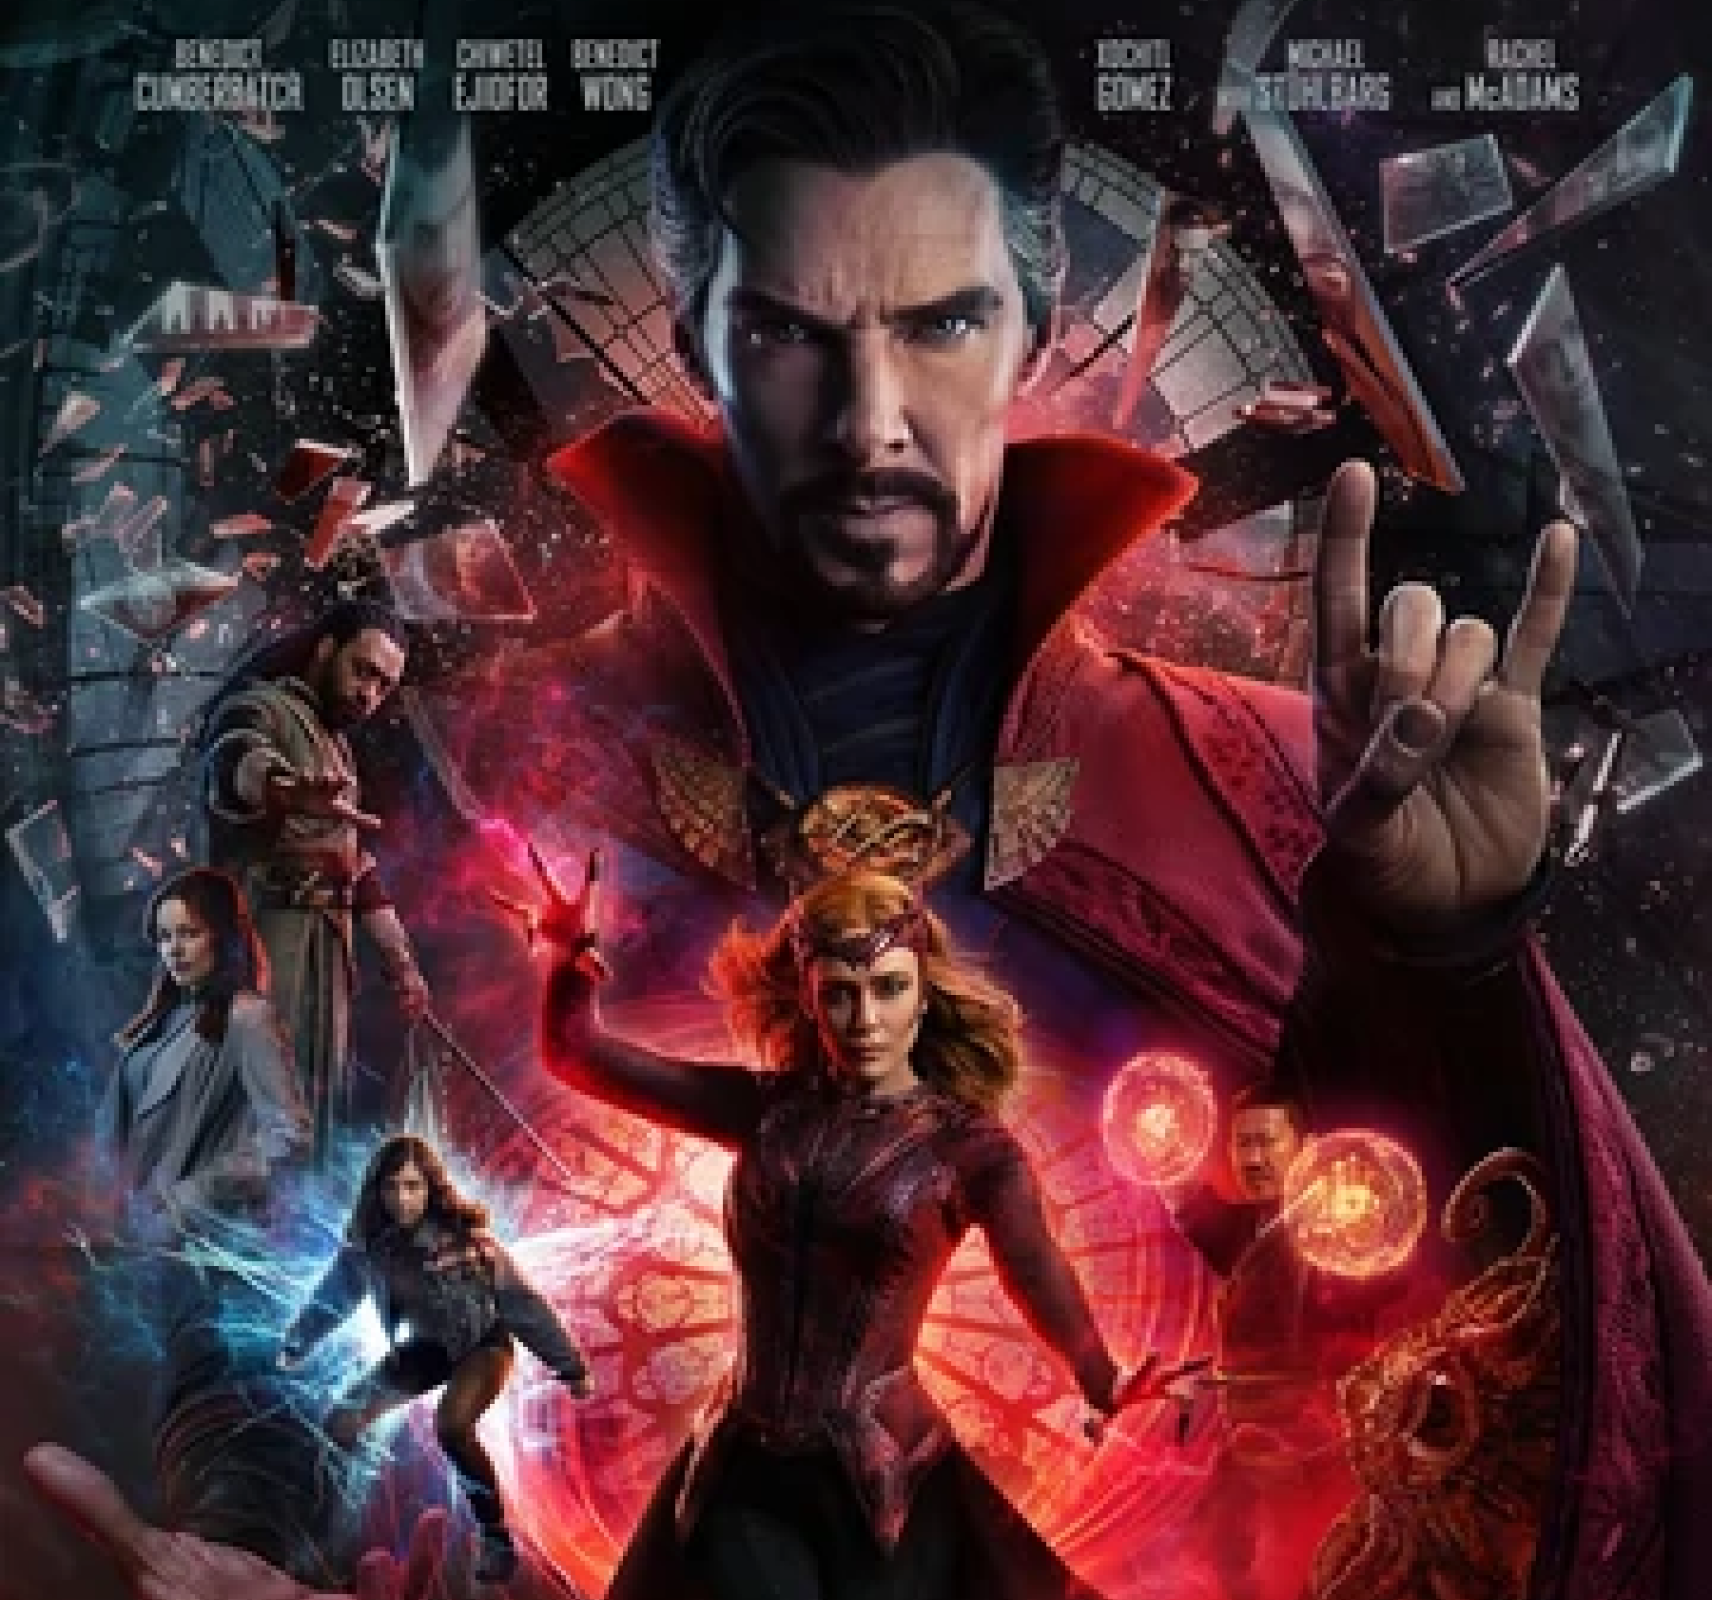 BENEDICT ELIZABETH CHIWETEL BENEDICT XOCHITL MICHAEL RACHEL
CUMBERBATCH OLSEN EJIOFOR WONG GOMEZ STUHLBARG AND McADAMS